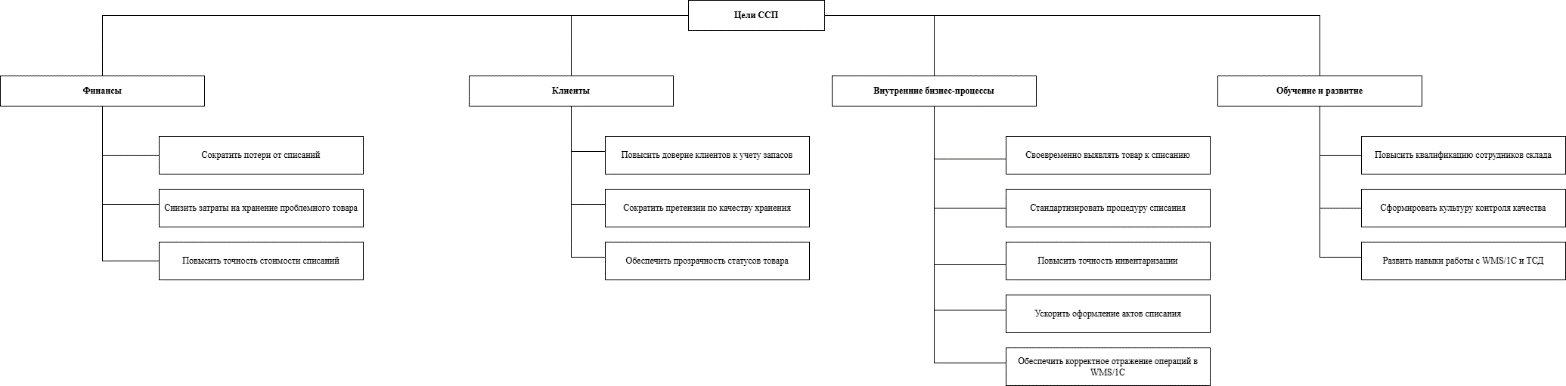 Цели ССП
Финансы
Клиенты
Внутренние бизнес-процессы
Обучение и развитие
Сократить потери от списаний
Снизить затраты на хранение проблемного товара
Повысить точность стоимости списаний
Повысить доверие клиентов к учету запасов
Сократить претензии по качеству хранения
Обеспечить прозрачность статусов товара
Своевременно выявлять товар к списанию
Стандартизировать процедуру списания
Повысить точность инвентаризации
Ускорить оформление актов списания
Обеспечить корректное отражение операций в
WMS/1С
Повысить квалификацию сотрудников склада
Сформировать культуру контроля качества
Развить навыки работы с WMS/1С и ТСД